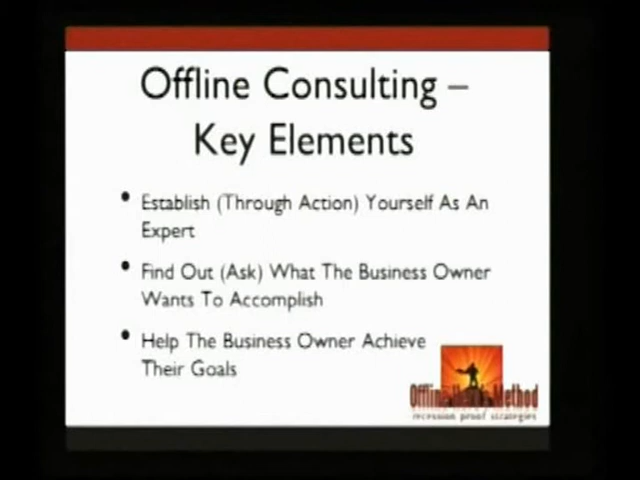 Offline Consulting –
Key Elements
• Establish (Through Action) Yourself As An
Expert
• Find Out (Ask) What The Business Owner
Wants To Accomplish
• Help The Business Owner Achieve
Their Goals
Offline Method
recession proof strategies